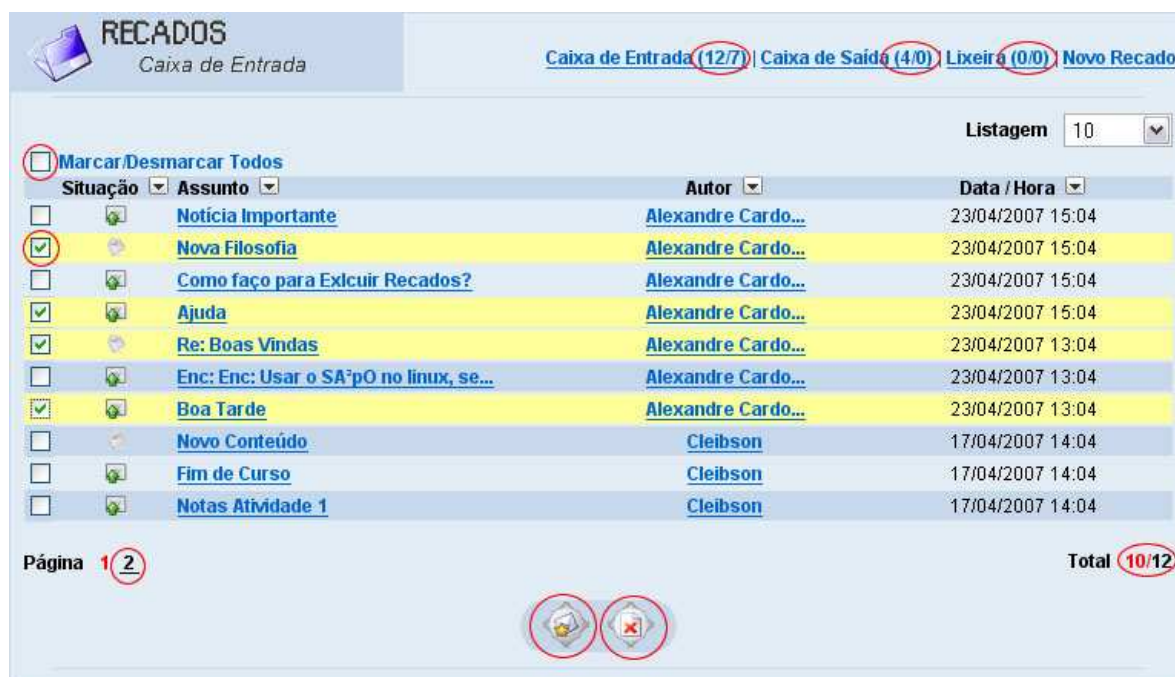 RECADOS
Caixa de Entrada
Caixa de Entrada (12/7) | Caixa de Saída (4/0) | Lixeira (0/0) | Novo Recado
Listagem 10
Marcar/Desmarcar Todos
Situação Assunto Autor Data / Hora
Notícia Importante Alexandre Cardo... 23/04/2007 15:04
Nova Filosofia Alexandre Cardo... 23/04/2007 15:04
Como faço para Exlcuir Recados? Alexandre Cardo... 23/04/2007 15:04
Ajuda Alexandre Cardo... 23/04/2007 15:04
Re: Boas Vindas Alexandre Cardo... 23/04/2007 13:04
Enc: Enc: Usar o SA²pO no linux, se... Alexandre Cardo... 23/04/2007 13:04
Boa Tarde Alexandre Cardo... 23/04/2007 13:04
Novo Conteúdo Cleibson 17/04/2007 14:04
Fim de Curso Cleibson 17/04/2007 14:04
Notas Atividade 1 Cleibson 17/04/2007 14:04
Página 1 2 Total 10/12